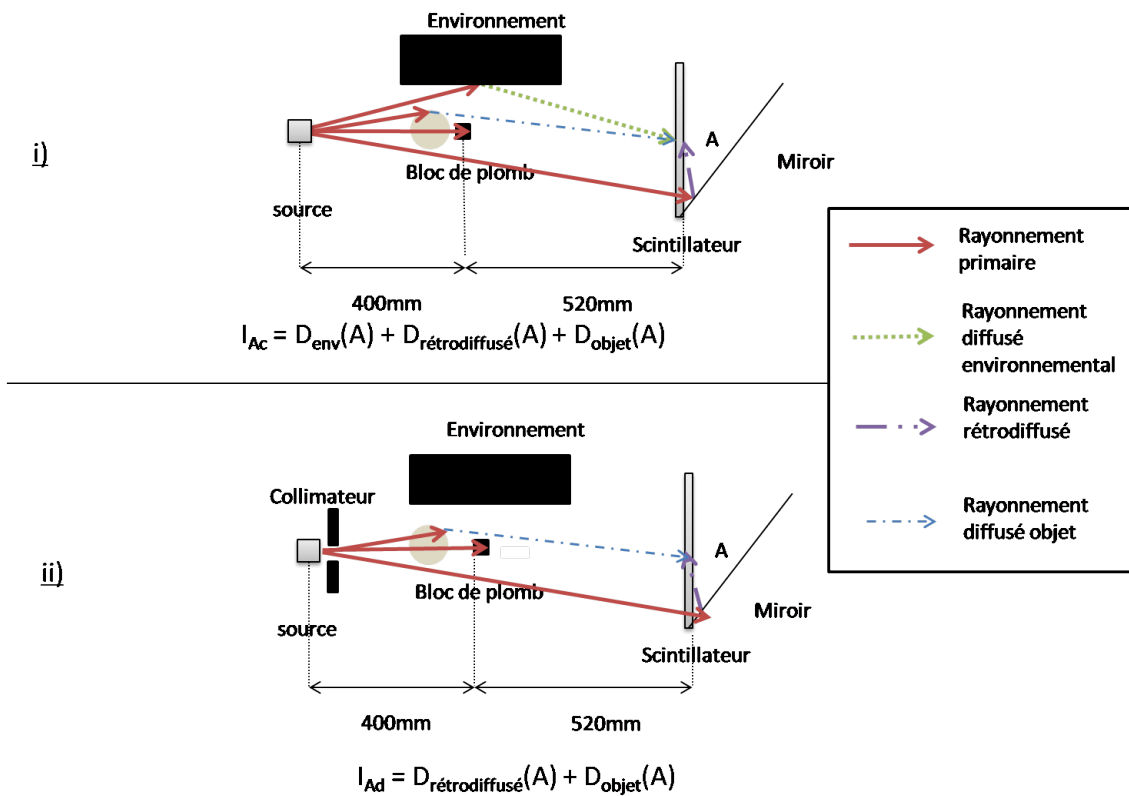 Environnement
i)
A
Bloc de plomb
Miroir
source
Scintillateur
400mm
520mm
I_Ac = D_env(A) + D_rétrodiffusé(A) + D_objet(A)
Rayonnement
primaire
Rayonnement
diffusé
environnemental
Rayonnement
rétrodiffusé
Rayonnement
diffusé objet
Environnement
Collimateur
ii)
A
Bloc de plomb
Miroir
source
Scintillateur
400mm
520mm
I_Ad = D_rétrodiffusé(A) + D_objet(A)